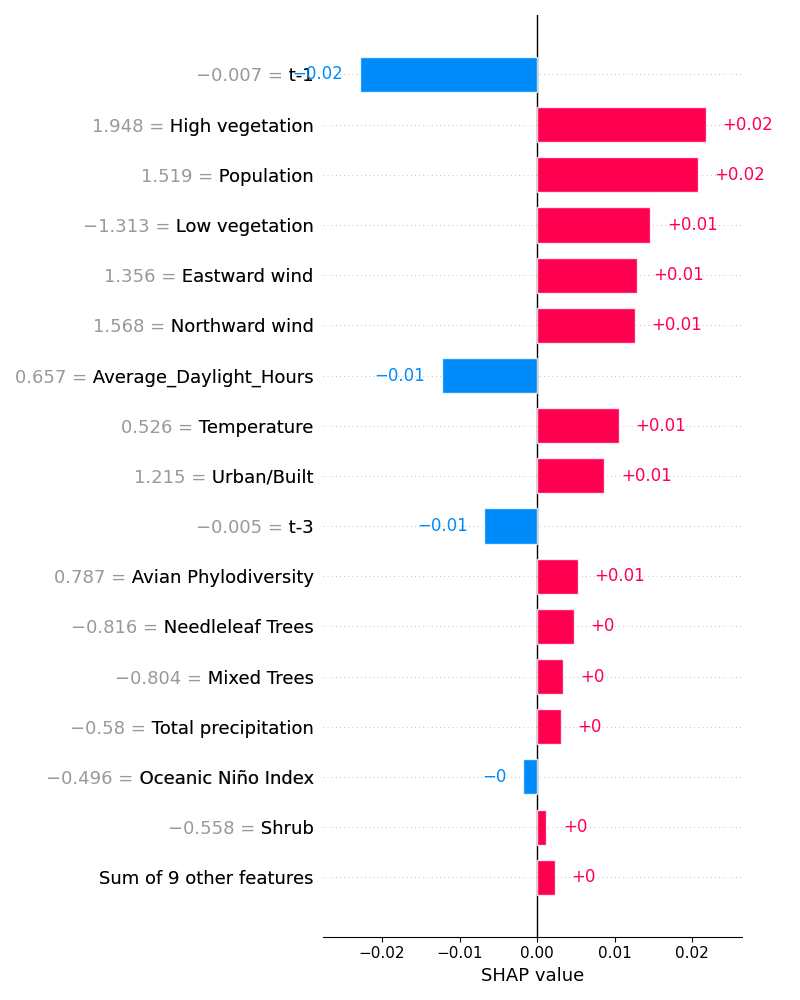 −0.007 = t-1 −0.02
1.948 = High vegetation +0.02
1.519 = Population +0.02
−1.313 = Low vegetation +0.01
1.356 = Eastward wind +0.01
1.568 = Northward wind +0.01
0.657 = Average_Daylight_Hours −0.01
0.526 = Temperature +0.01
1.215 = Urban/Built +0.01
−0.005 = t-3 −0.01
0.787 = Avian Phylodiversity +0.01
−0.816 = Needleleaf Trees +0
−0.804 = Mixed Trees +0
−0.58 = Total precipitation +0
−0.496 = Oceanic Niño Index −0
−0.558 = Shrub +0
Sum of 9 other features +0
−0.02 −0.01 0.00 0.01 0.02
SHAP value